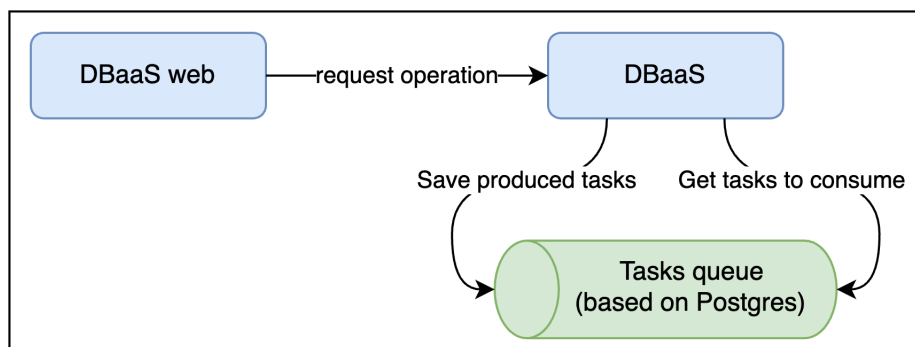 DBaaS web
request operation
DBaaS
Save produced tasks
Get tasks to consume
Tasks queue
(based on Postgres)